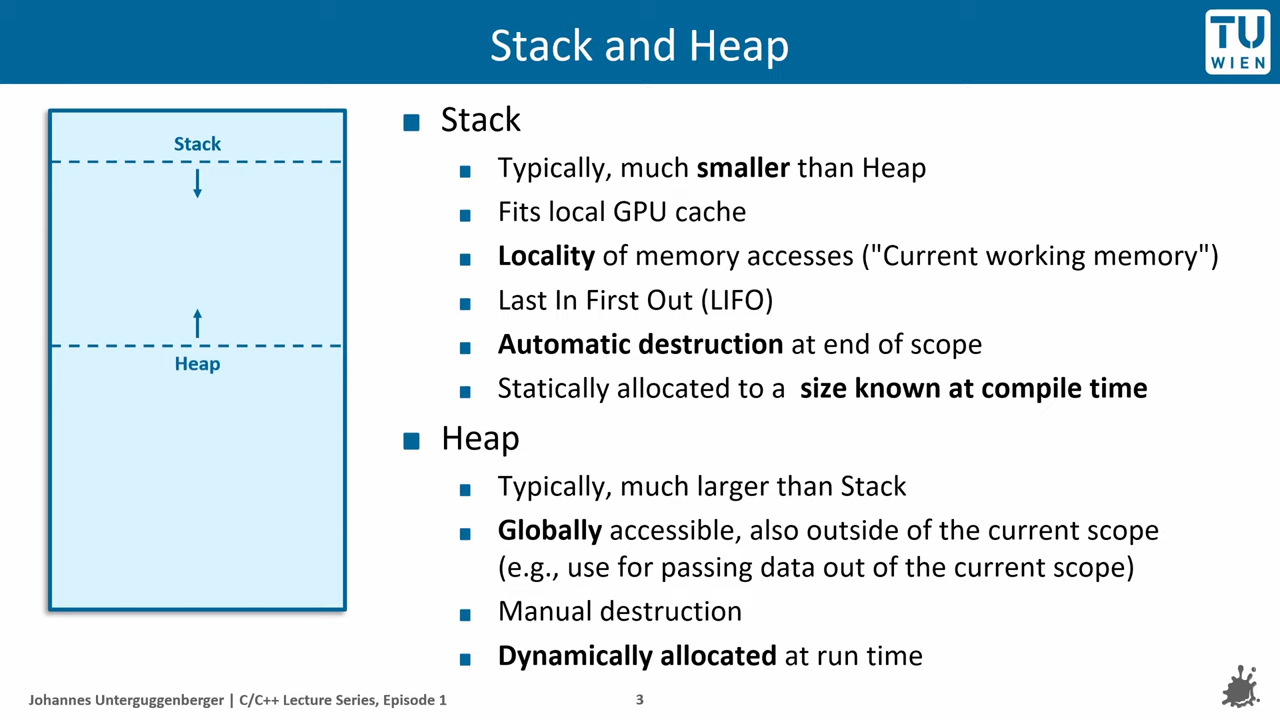 Stack and Heap
TU
WIEN
Stack
Heap
Stack
Typically, much smaller than Heap
Fits local GPU cache
Locality of memory accesses ("Current working memory")
Last In First Out (LIFO)
Automatic destruction at end of scope
Statically allocated to a size known at compile time
Heap
Typically, much larger than Stack
Globally accessible, also outside of the current scope
(e.g., use for passing data out of the current scope)
Manual destruction
Dynamically allocated at run time
Johannes Unterguggenberger | C/C++ Lecture Series, Episode 1
3